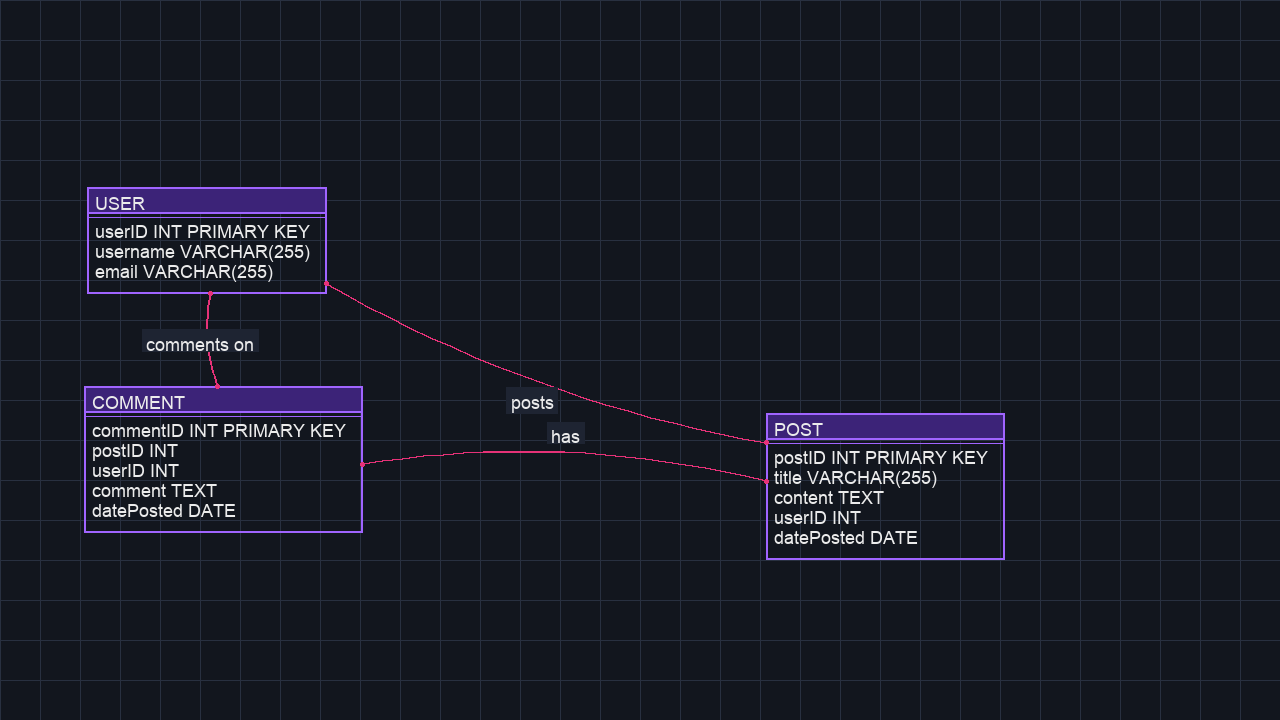 USER
userID INT PRIMARY KEY
username VARCHAR(255)
email VARCHAR(255)
comments on
COMMENT
commentID INT PRIMARY KEY
postID INT
userID INT
comment TEXT
datePosted DATE
posts
has
POST
postID INT PRIMARY KEY
title VARCHAR(255)
content TEXT
userID INT
datePosted DATE